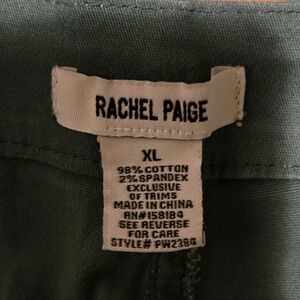 RACHEL PAIGE
XL
98% COTTON
2% SPANDEX
EXCLUSIVE
OF TRIMS
MADE IN CHINA
RN#158184
SEE REVERSE
FOR CARE
STYLE# PW2386